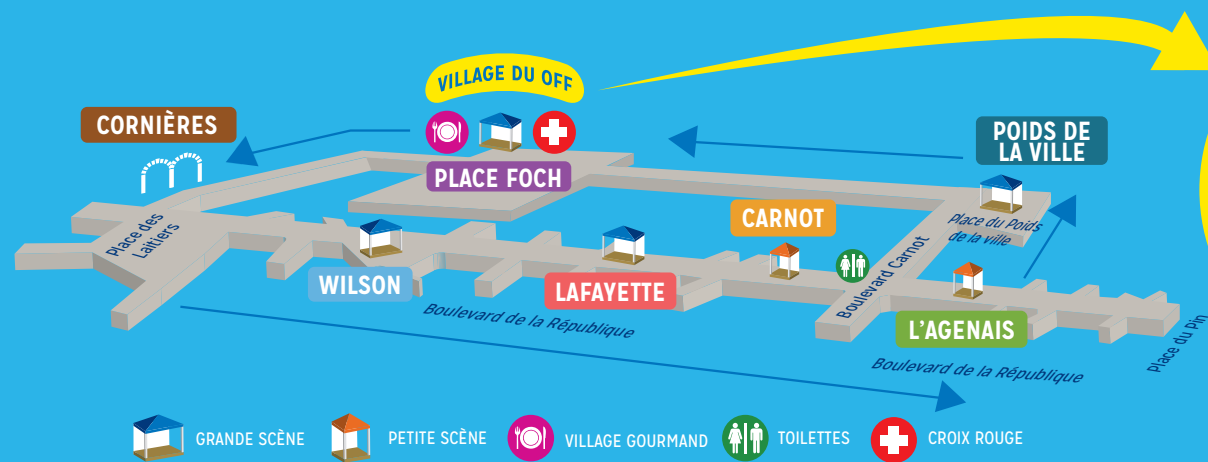 VILLAGE DU OFF
CORNIÈRES
POIDS DE
LA VILLE
PLACE FOCH
CARNOT
Place des
Laitiers
Place du Poids
de la ville
WILSON
LAFAYETTE
Boulevard Carnot
L'AGENAIS
Boulevard de la République
Boulevard de la République
Place du Pin
GRANDE SCÈNE
PETITE SCÈNE
VILLAGE GOURMAND
TOILETTES
CROIX ROUGE